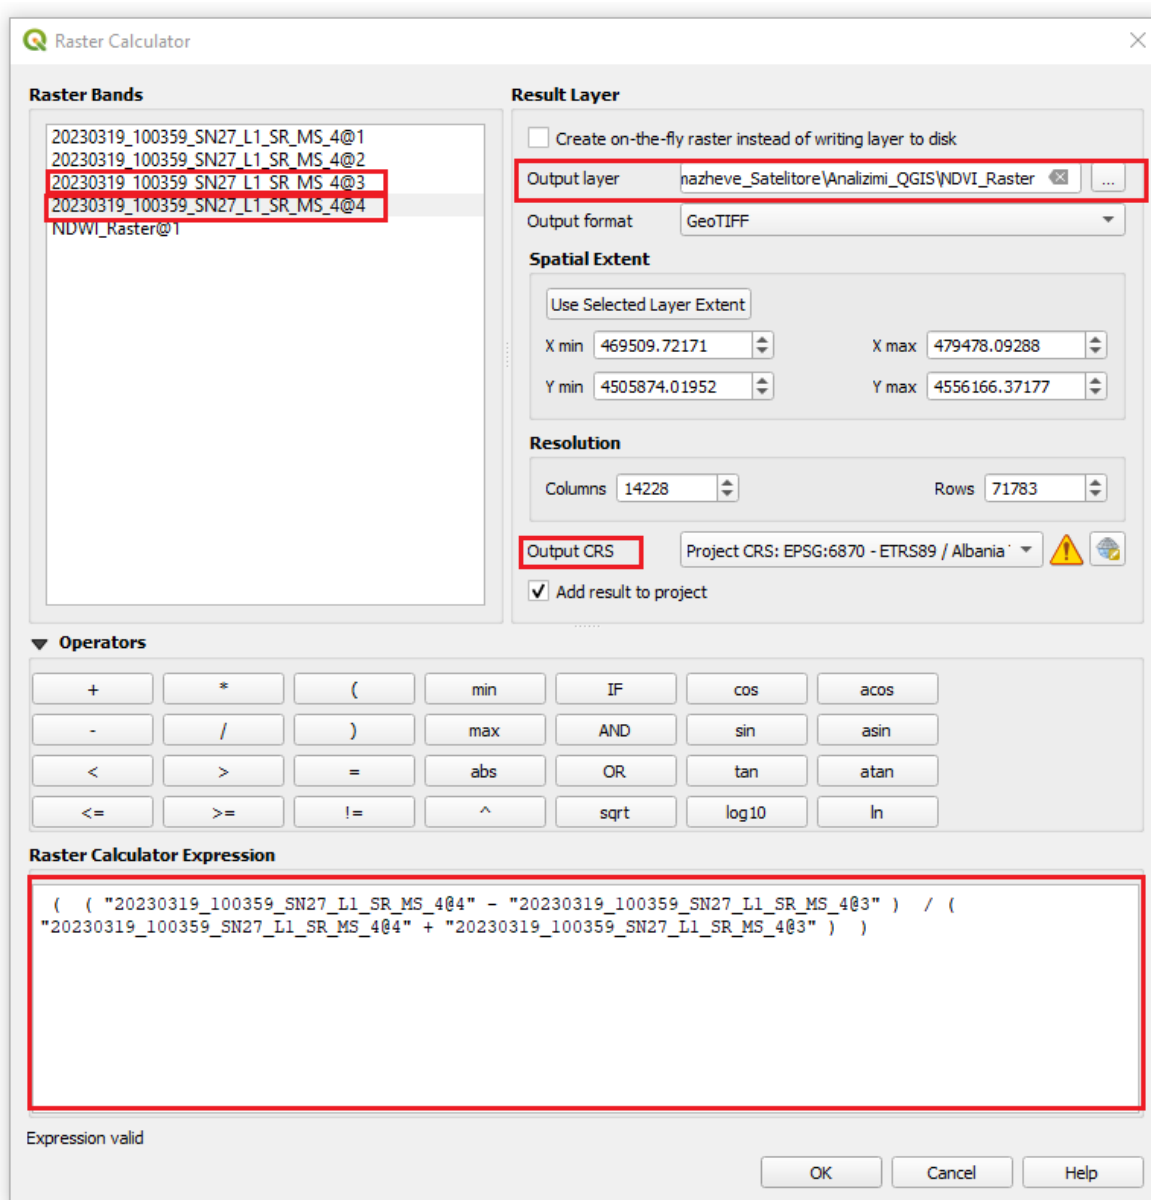 Raster Calculator
Raster Bands
20230319_100359_SN27_L1_SR_MS_4@1
20230319_100359_SN27_L1_SR_MS_4@2
20230319_100359_SN27_L1_SR_MS_4@3
20230319_100359_SN27_L1_SR_MS_4@4
NDWI_Raster@1
Result Layer
Create on-the-fly raster instead of writing layer to disk
Output layer nazheve_Satelitore\Analizimi_QGIS\NDVI_Raster ...
Output format GeoTIFF
Spatial Extent
Use Selected Layer Extent
X min 469509.72171 X max 479478.09288
Y min 4505874.01952 Y max 4556166.37177
Resolution
Columns 14228 Rows 71783
Output CRS Project CRS: EPSG:6870 - ETRS89 / Albania
Add result to project
Operators
+ * ( min IF cos acos
- / ) max AND sin asin
< > = abs OR tan atan
<= >= != ^ sqrt log10 ln
Raster Calculator Expression
( ( "20230319_100359_SN27_L1_SR_MS_4@4" - "20230319_100359_SN27_L1_SR_MS_4@3" ) / (
"20230319_100359_SN27_L1_SR_MS_4@4" + "20230319_100359_SN27_L1_SR_MS_4@3" ) )
Expression valid
OK Cancel Help